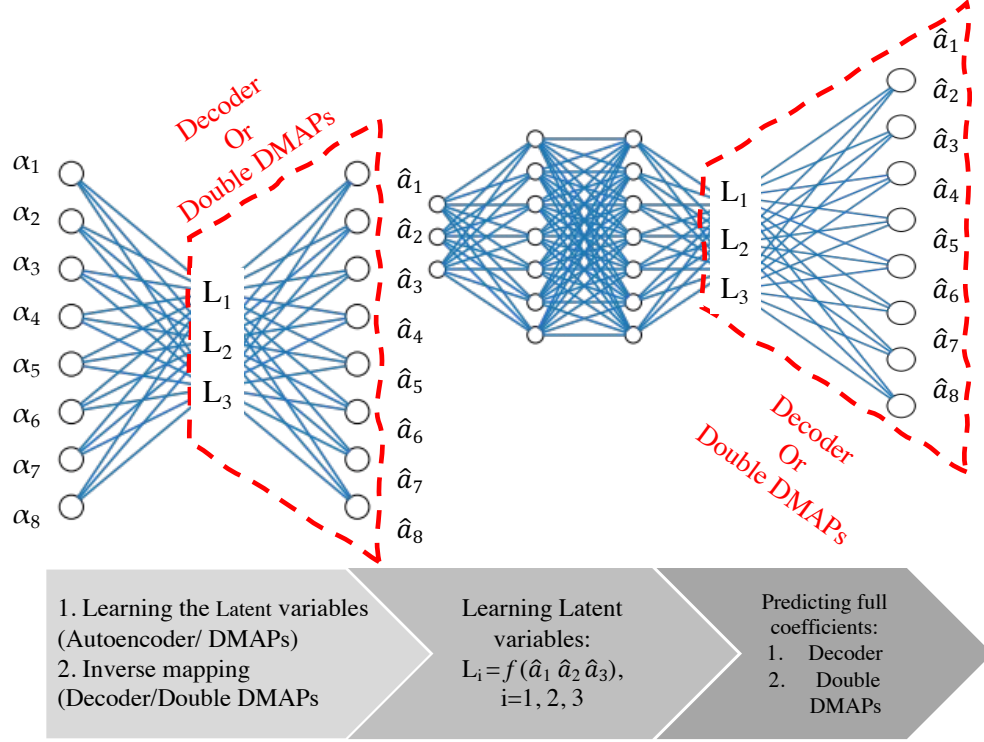 Decoder
Or
Double DMAPs
α₁
α₂
α₃
α₄
α₅
α₆
α₇
α₈
L₁
L₂
L₃
â₁
â₂
â₃
â₄
â₅
â₆
â₇
â₈
L₁
L₂
L₃
â₁
â₂
â₃
â₄
â₅
â₆
â₇
â₈
Decoder
Or
Double DMAPs
1. Learning the Latent variables
(Autoencoder/ DMAPs)
2. Inverse mapping
(Decoder/Double DMAPs
Learning Latent
variables:
Lᵢ = f(â₁ â₂ â₃),
i=1, 2, 3
Predicting full
coefficients:
1. Decoder
2. Double
DMAPs